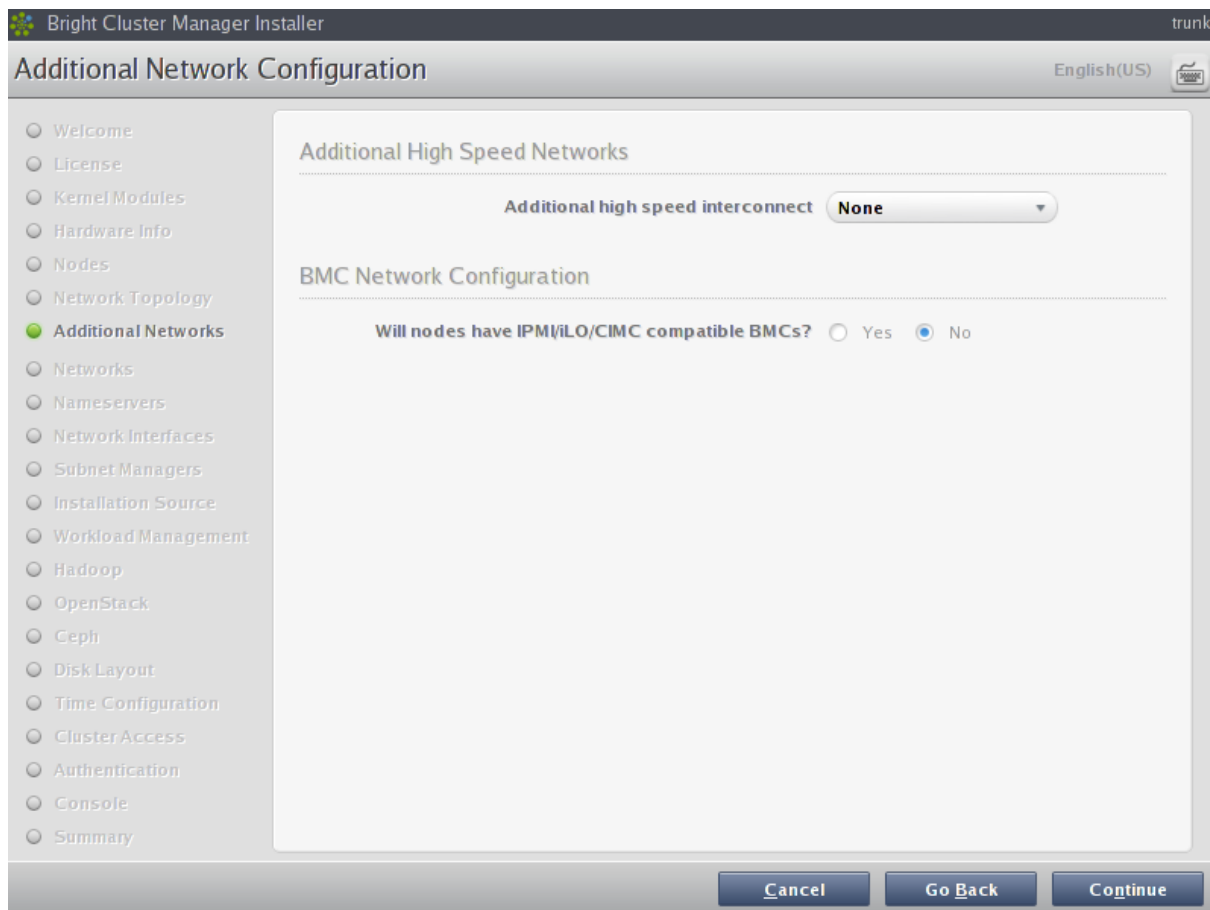 Bright Cluster Manager Installer
trunk
Additional Network Configuration
English(US)
Welcome
License
Kernel Modules
Hardware Info
Nodes
Network Topology
Additional Networks
Networks
Nameservers
Network Interfaces
Subnet Managers
Installation Source
Workload Management
Hadoop
OpenStack
Ceph
Disk Layout
Time Configuration
Cluster Access
Authentication
Console
Summary
Additional High Speed Networks
Additional high speed interconnect None
BMC Network Configuration
Will nodes have IPMI/iLO/CIMC compatible BMCs? Yes No
Cancel
Go Back
Continue